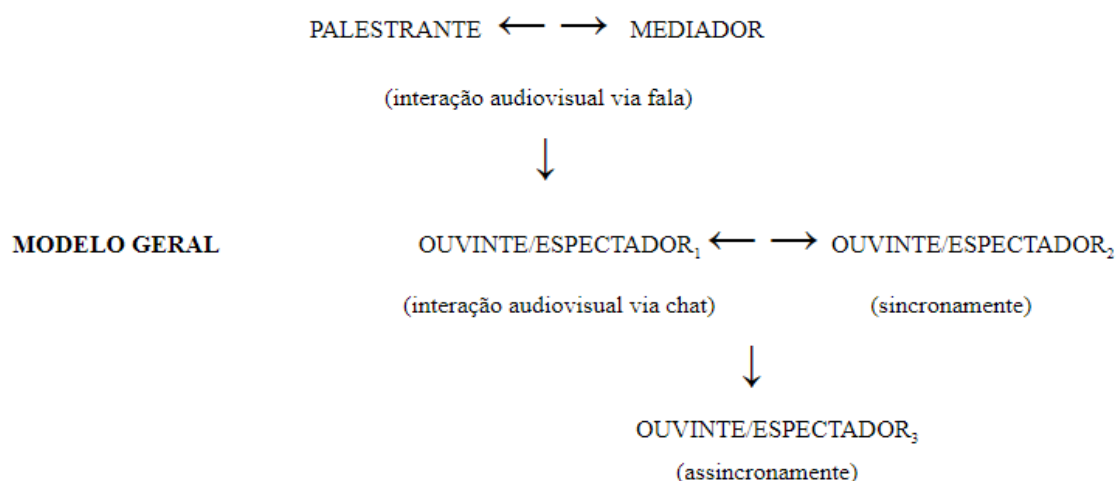 PALESTRANTE ← → MEDIADOR
(interação audiovisual via fala)
↓
MODELO GERAL OUVINTE/ESPECTADOR₁ ← → OUVINTE/ESPECTADOR₂
(interação audiovisual via chat) (sincronamente)
↓
OUVINTE/ESPECTADOR₃
(assincronamente)